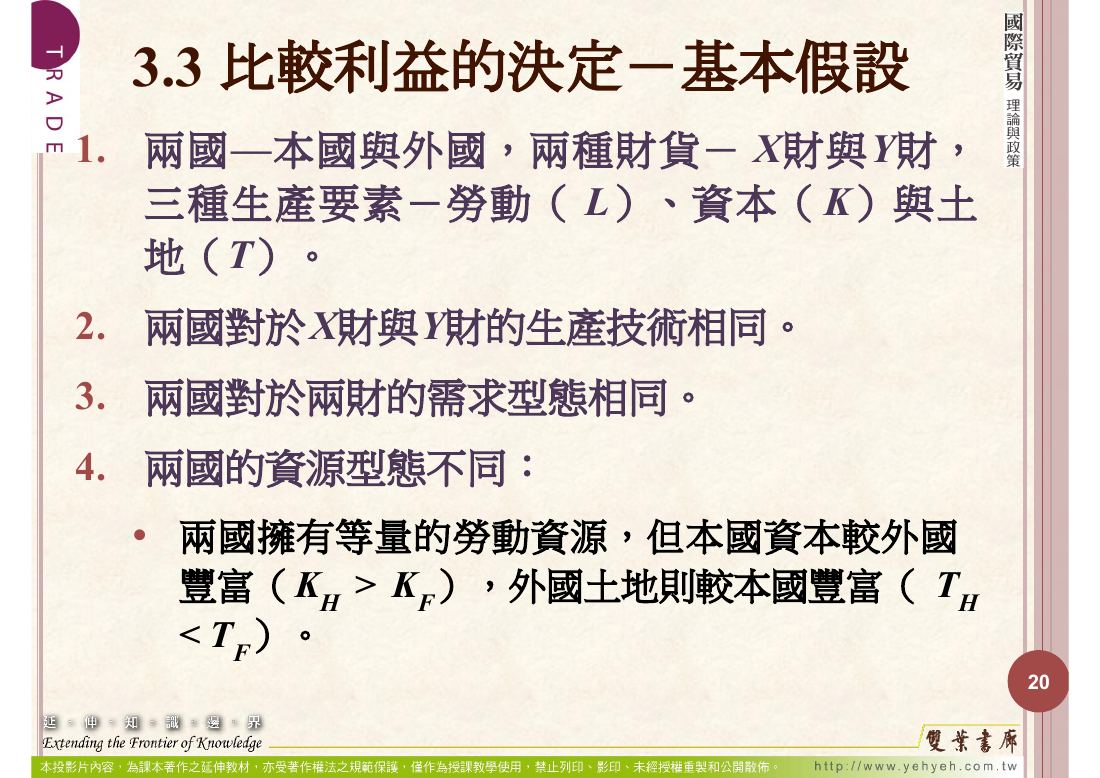 TRADE
國際貿易 理論與政策
3.3 比較利益的決定－基本假設
1. 兩國—本國與外國，兩種財貨－ X財與Y財，
三種生產要素－勞動（ L）、資本（ K）與土
地（ T）。
2. 兩國對於X財與Y財的生產技術相同。
3. 兩國對於兩財的需求型態相同。
4. 兩國的資源型態不同：
• 兩國擁有等量的勞動資源，但本國資本較外國
豐富（ KH > KF），外國土地則較本國豐富（ TH
< TF）。
20
延・伸・知・識・邊・界
Extending the Frontier of Knowledge
雙葉書廊
本投影片內容，為課本著作之延伸教材，亦受著作權法之規範保護，僅作為授課教學使用，禁止列印、影印、未經授權重製和公開散佈。 http://www.yehyeh.com.tw